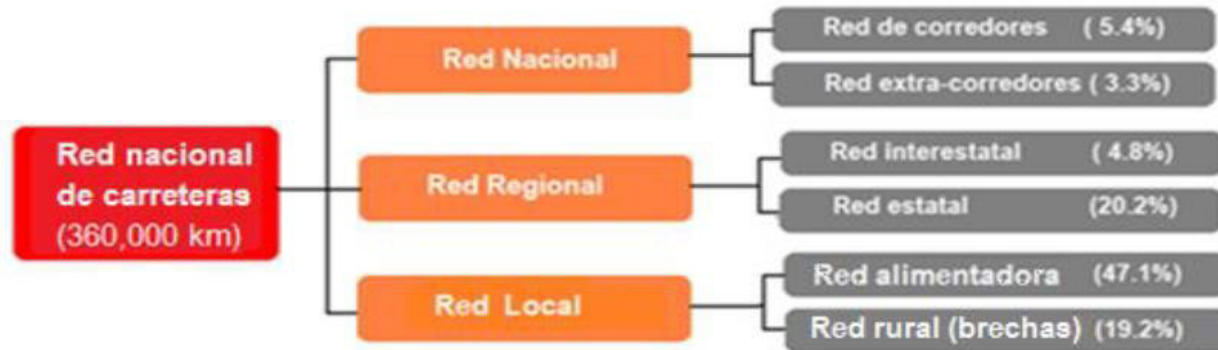 Red nacional
de carreteras
(360,000 km)
Red Nacional
Red de corredores ( 5.4%)
Red extra-corredores ( 3.3%)
Red Regional
Red interestatal ( 4.8%)
Red estatal (20.2%)
Red Local
Red alimentadora (47.1%)
Red rural (brechas) (19.2%)